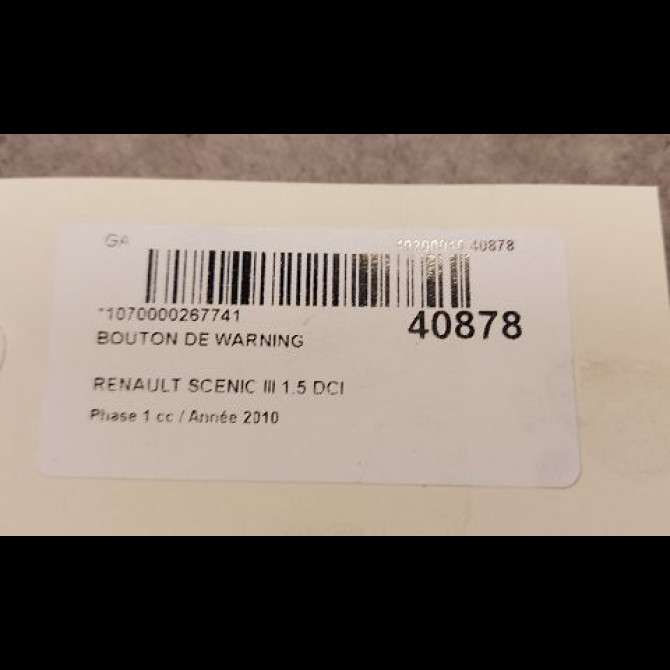 GA 40878
*1070000267741
40878
BOUTON DE WARNING
RENAULT SCENIC III 1.5 DCI
Phase 1 cc / Année 2010